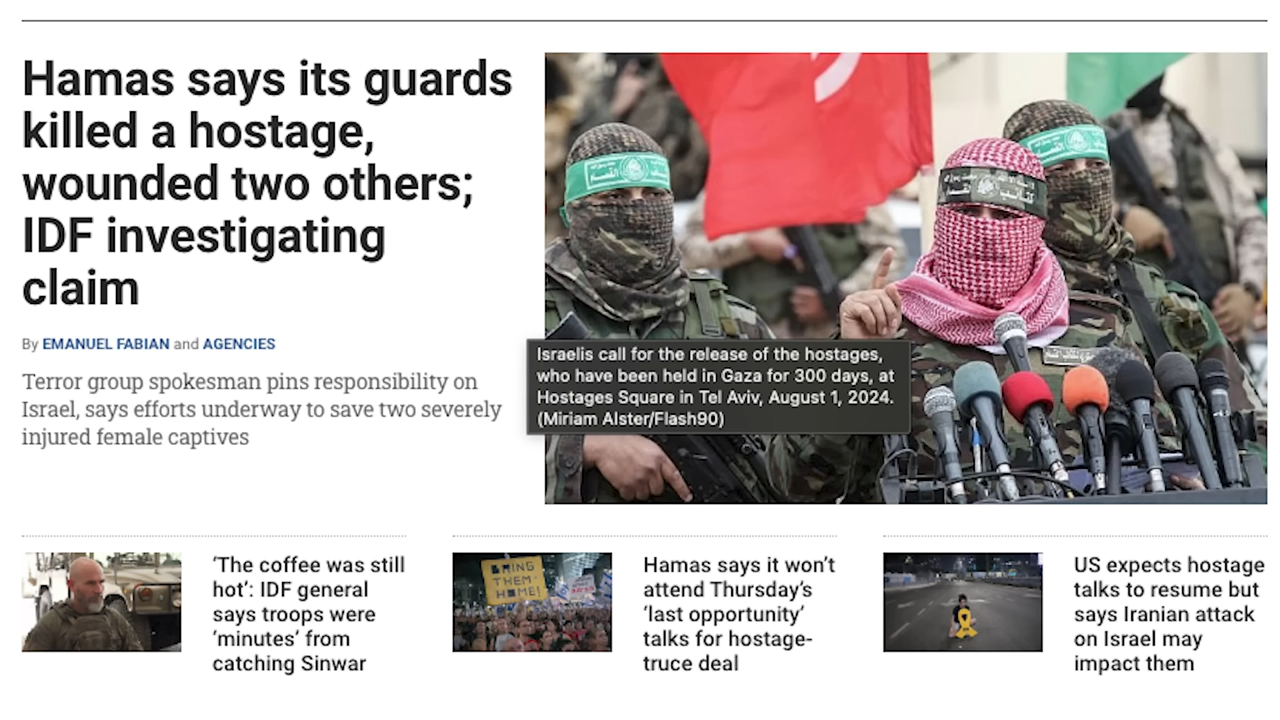 Hamas says its guards
killed a hostage,
wounded two others;
IDF investigating
claim
By EMANUEL FABIAN and AGENCIES
Terror group spokesman pins responsibility on
Israel, says efforts underway to save two severely
injured female captives
Israelis call for the release of the hostages,
who have been held in Gaza for 300 days, at
Hostages Square in Tel Aviv, August 1, 2024.
(Miriam Alster/Flash90)
'The coffee was still
hot': IDF general
says troops were
'minutes' from
catching Sinwar
BRING
THEM
HOME!
Hamas says it won't
attend Thursday's
'last opportunity'
talks for hostage-
truce deal
US expects hostage
talks to resume but
says Iranian attack
on Israel may
impact them